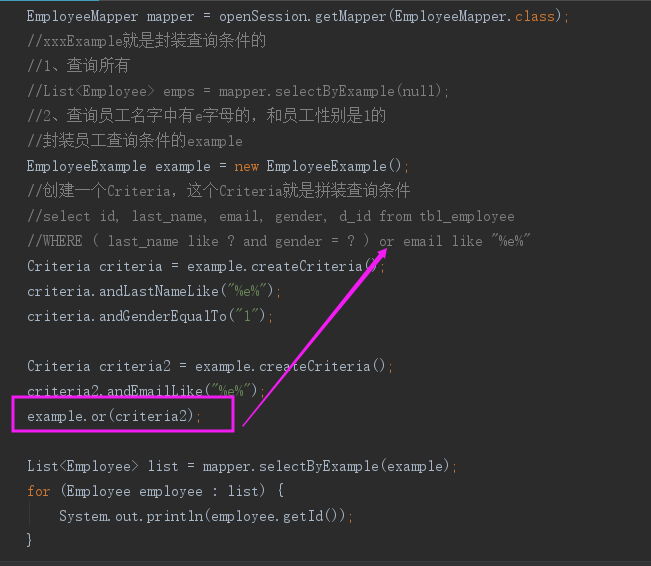 EmployeeMapper mapper = openSession.getMapper(EmployeeMapper.class);
//xxxExample就是封装查询条件的
//1、查询所有
//List<Employee> emps = mapper.selectByExample(null);
//2、查询员工名字中有e字母的，和员工性别是1的
//封装员工查询条件的example
EmployeeExample example = new EmployeeExample();
//创建一个Criteria，这个Criteria就是拼装查询条件
//select id, last_name, email, gender, d_id from tbl_employee
//WHERE ( last_name like ? and gender = ? ) or email like "%e%"
Criteria criteria = example.createCriteria();
criteria.andLastNameLike("%e%");
criteria.andGenderEqualTo("1");
Criteria criteria2 = example.createCriteria();
criteria2.andEmailLike("%e%");
example.or(criteria2);
List<Employee> list = mapper.selectByExample(example);
for (Employee employee : list) {
System.out.println(employee.getId());
}